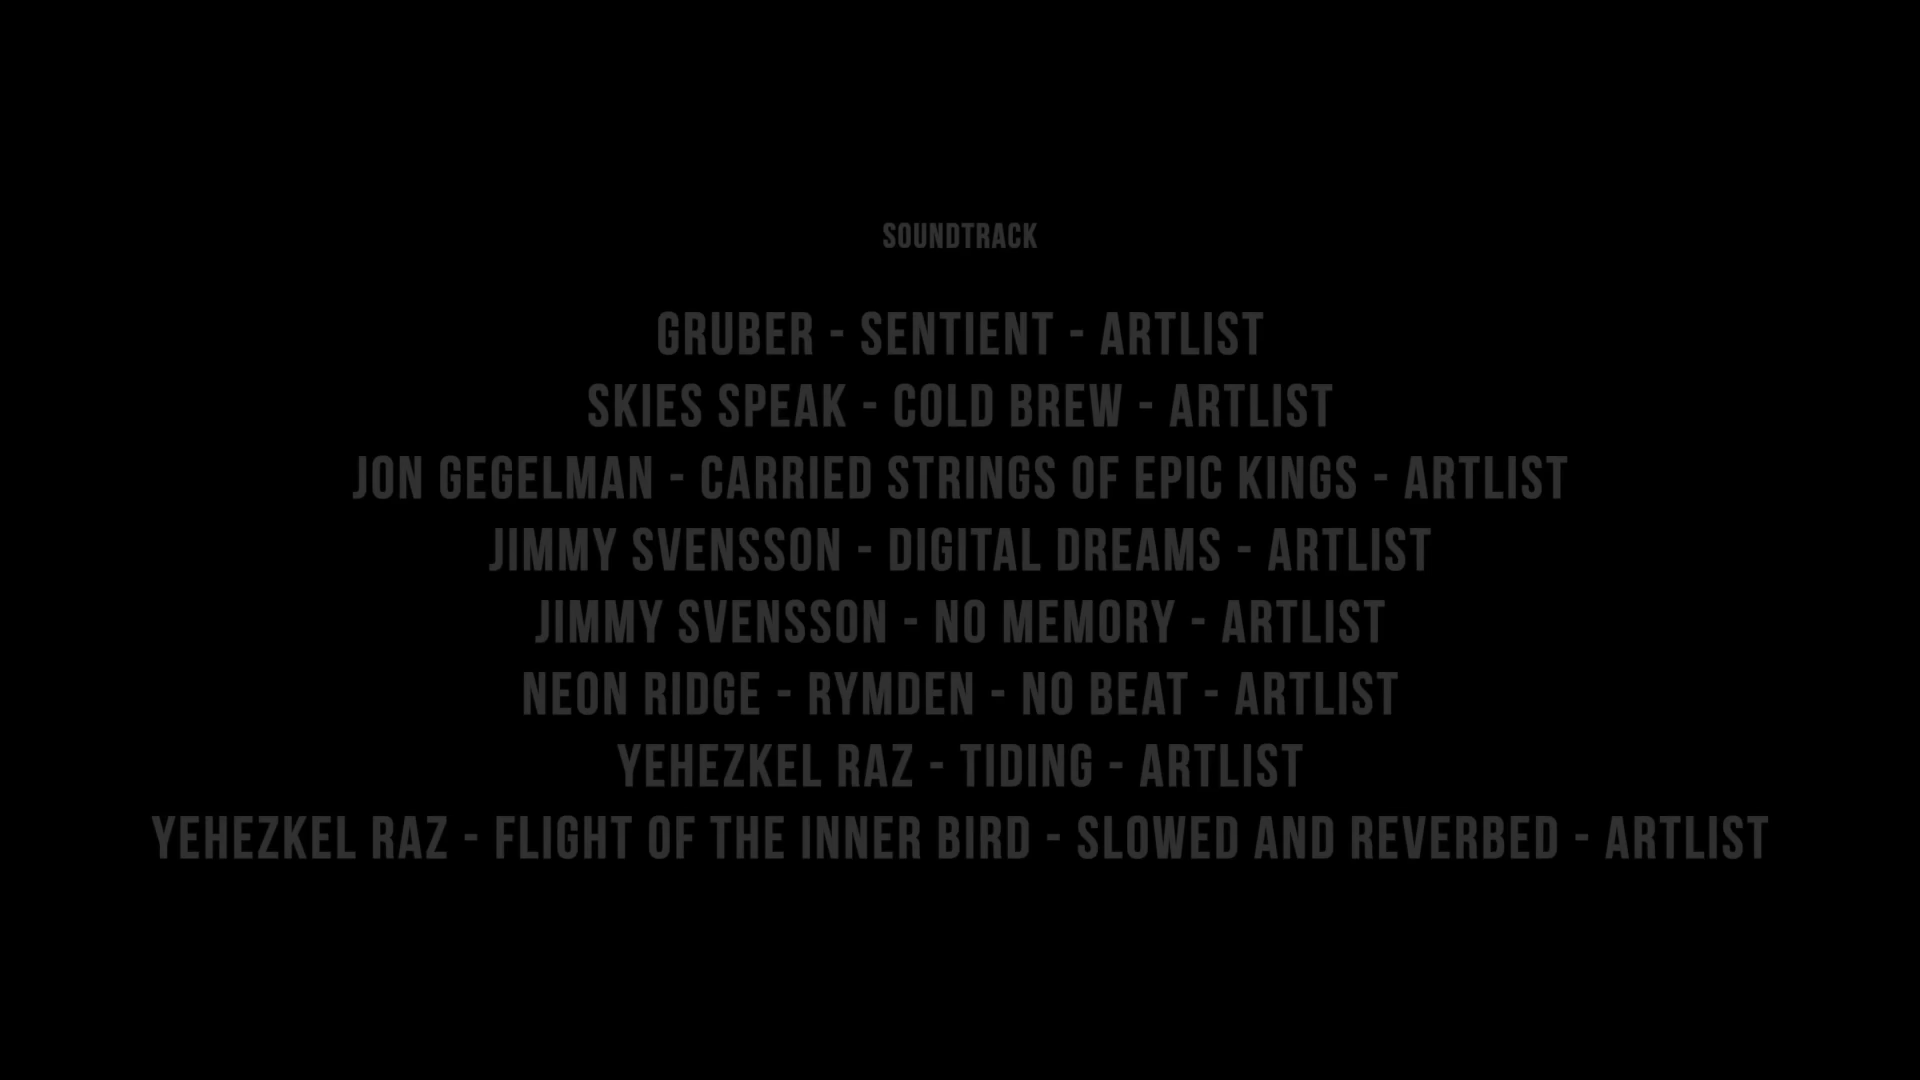 SOUNDTRACK
GRUBER - SENTIENT - ARTLIST
SKIES SPEAK - COLD BREW - ARTLIST
JON GEGELMAN - CARRIED STRINGS OF EPIC KINGS - ARTLIST
JIMMY SVENSSON - DIGITAL DREAMS - ARTLIST
JIMMY SVENSSON - NO MEMORY - ARTLIST
NEON RIDGE - RYMDEN - NO BEAT - ARTLIST
YEHEZKEL RAZ - TIDING - ARTLIST
YEHEZKEL RAZ - FLIGHT OF THE INNER BIRD - SLOWED AND REVERBED - ARTLIST